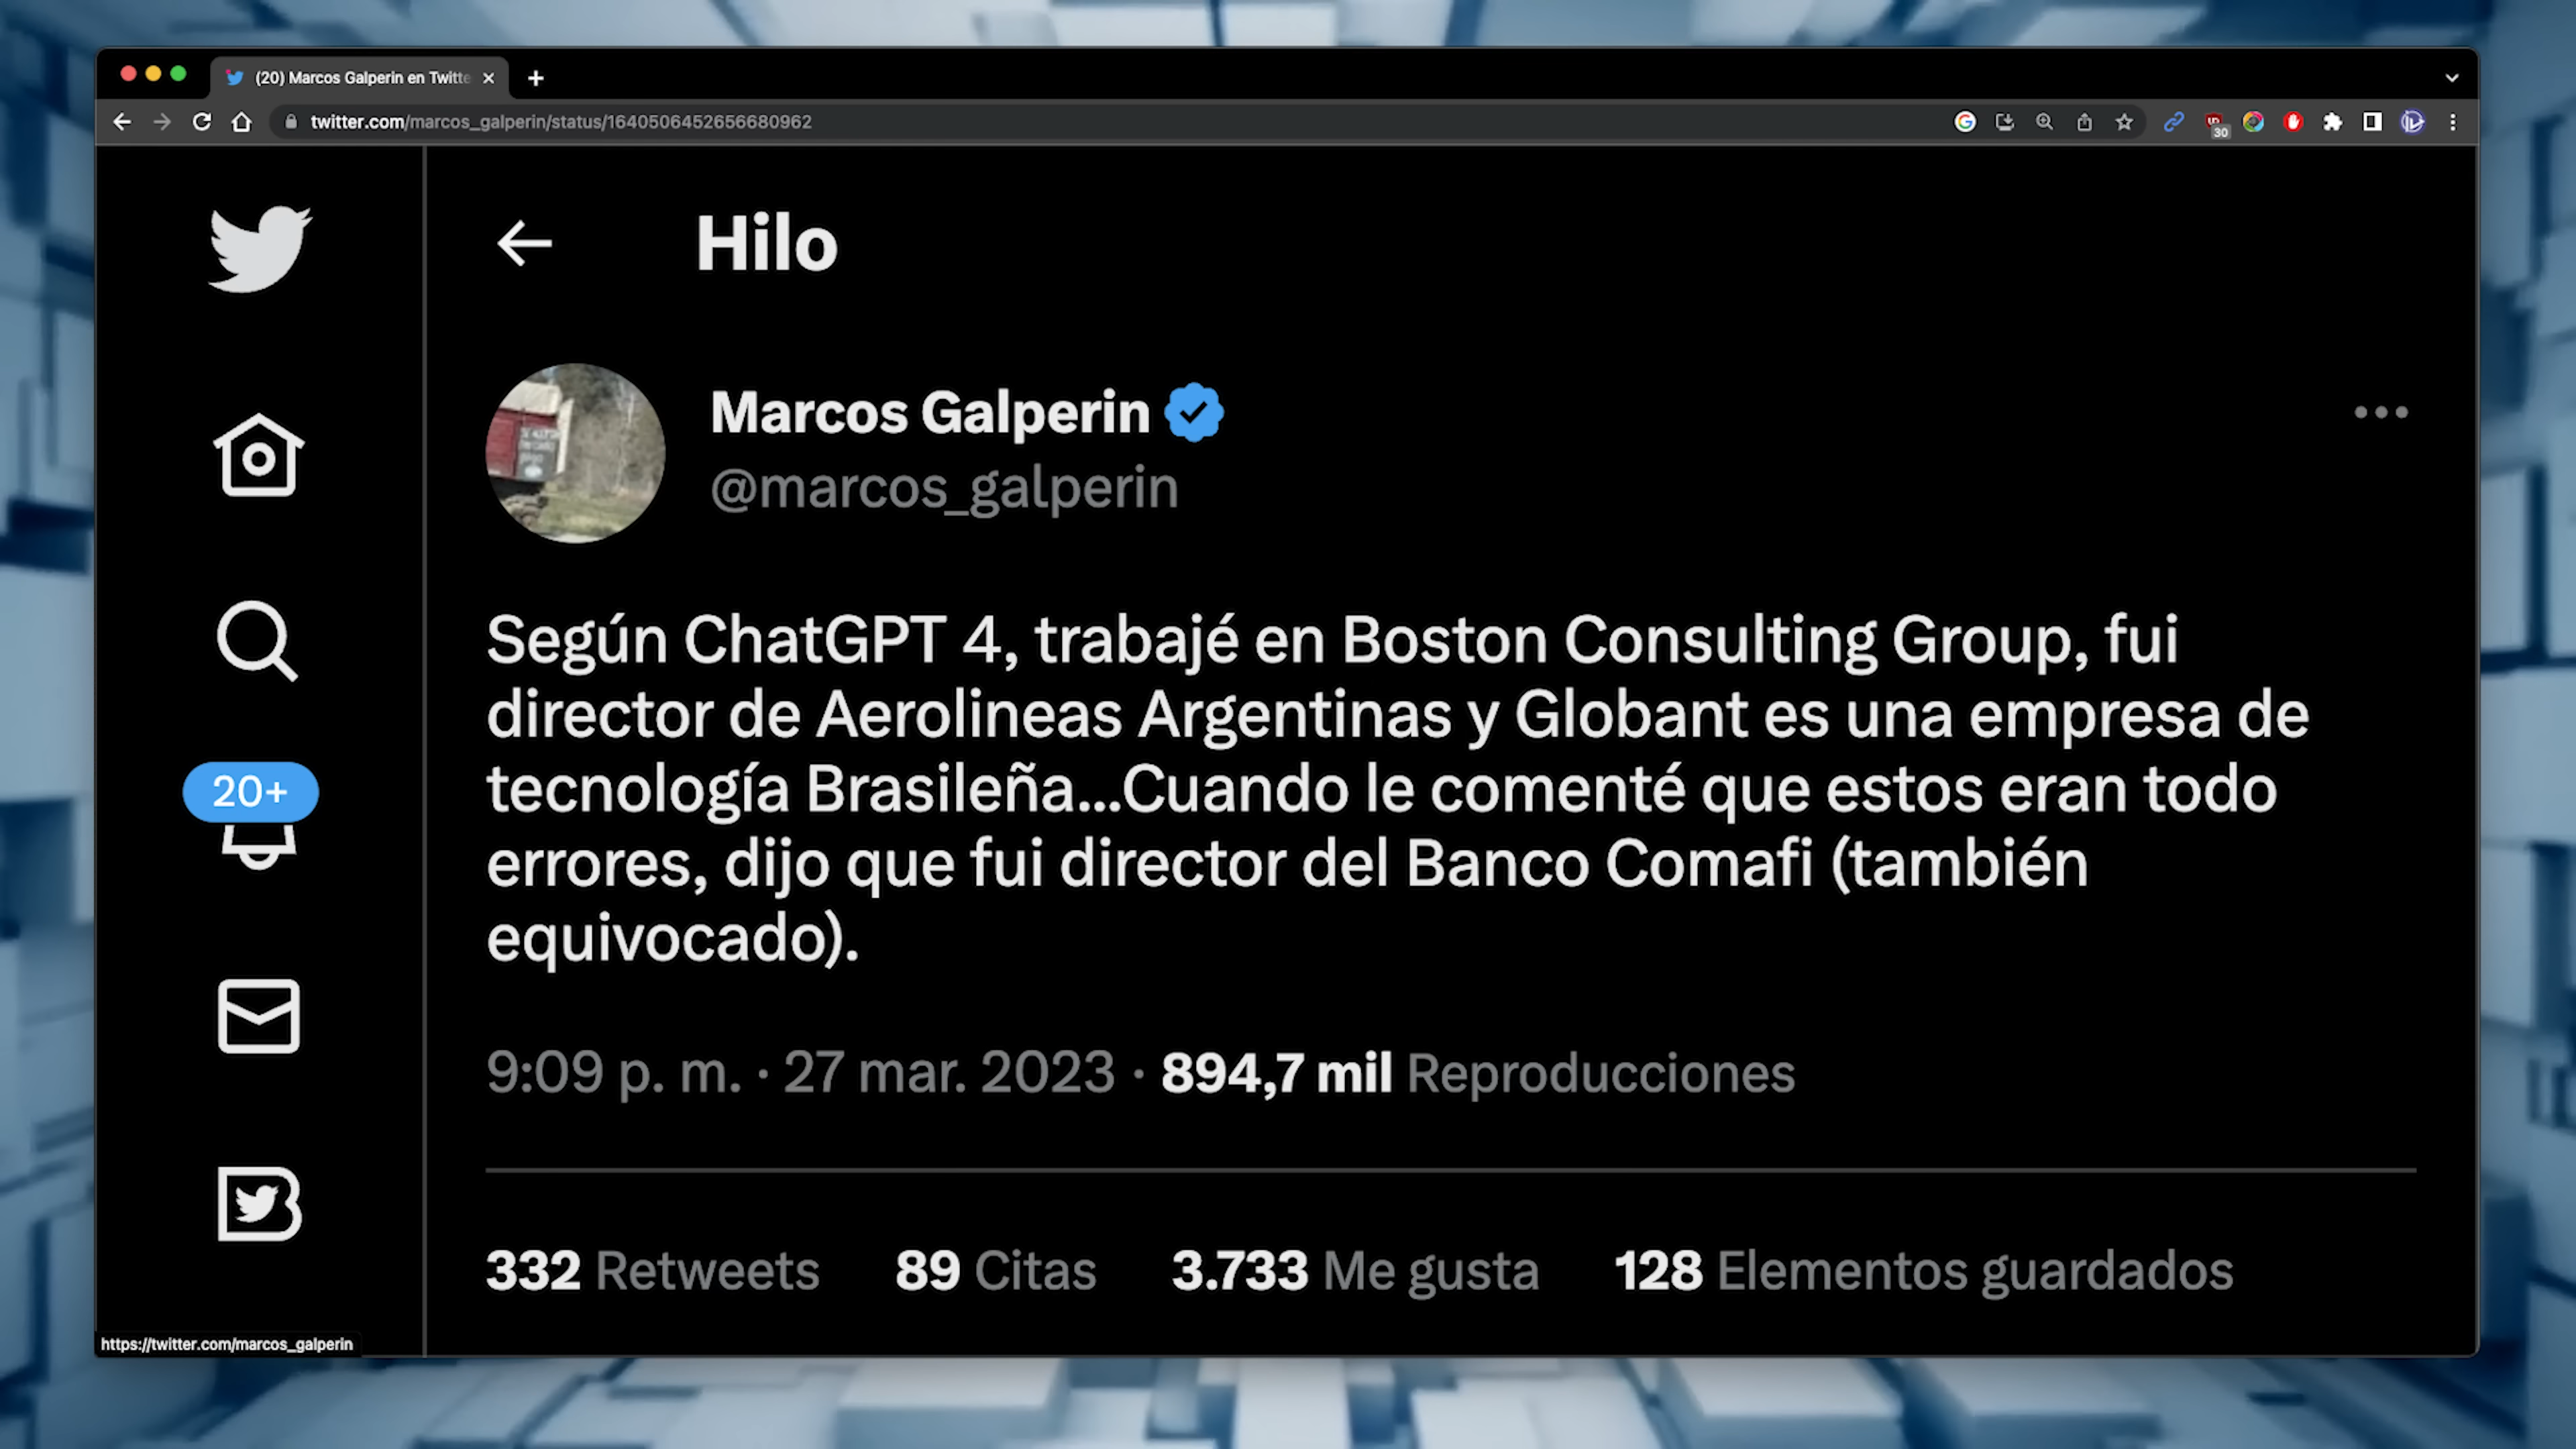 (20) Marcos Galperin en Twitte
twitter.com/marcos_galperin/status/1640506452656680962
30
Hilo
Marcos Galperin
@marcos_galperin
Según ChatGPT 4, trabajé en Boston Consulting Group, fui
director de Aerolineas Argentinas y Globant es una empresa de
tecnología Brasileña...Cuando le comenté que estos eran todo
errores, dijo que fui director del Banco Comafi (también
equivocado).
20+
9:09 p. m. · 27 mar. 2023 · 894,7 mil Reproducciones
332 Retweets 89 Citas 3.733 Me gusta 128 Elementos guardados
https://twitter.com/marcos_galperin